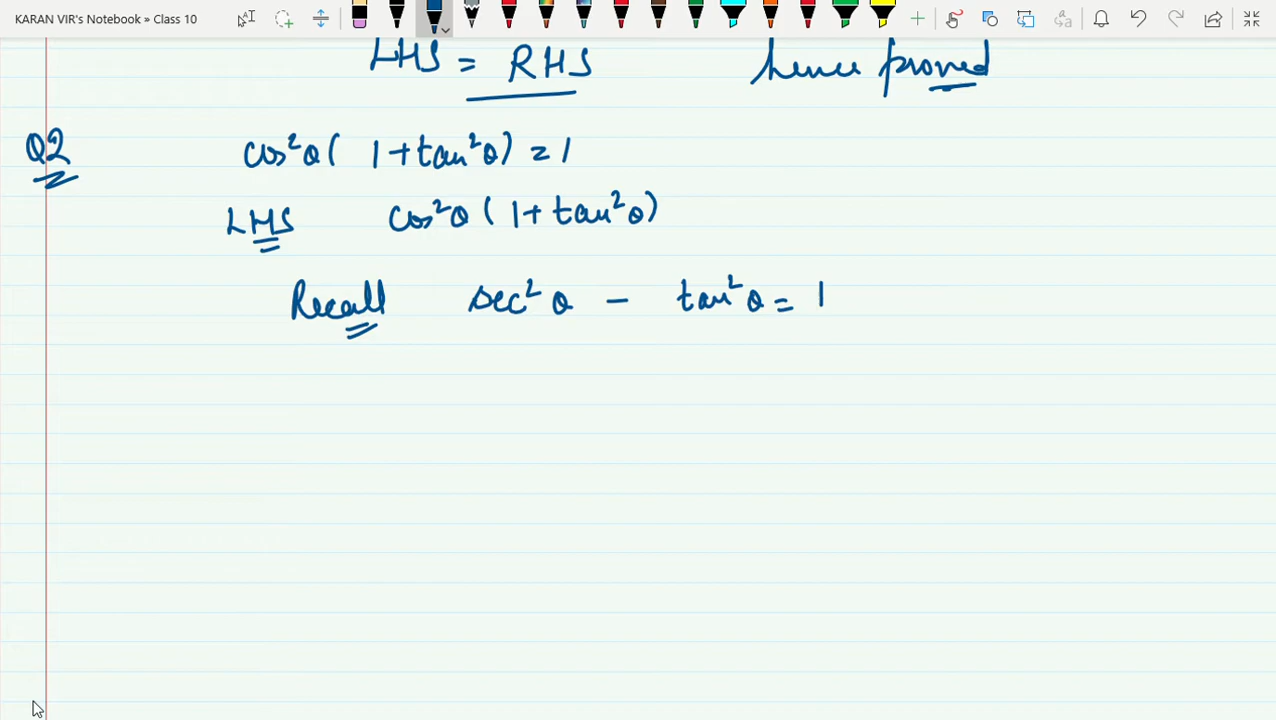 KARAN VIR's Notebook » Class 10
LHS = RHS hence proved
Q2 cos²θ( 1+tan²θ) = 1
LHS cos²θ ( 1+ tan²θ)
Recall sec²θ - tan²θ = 1